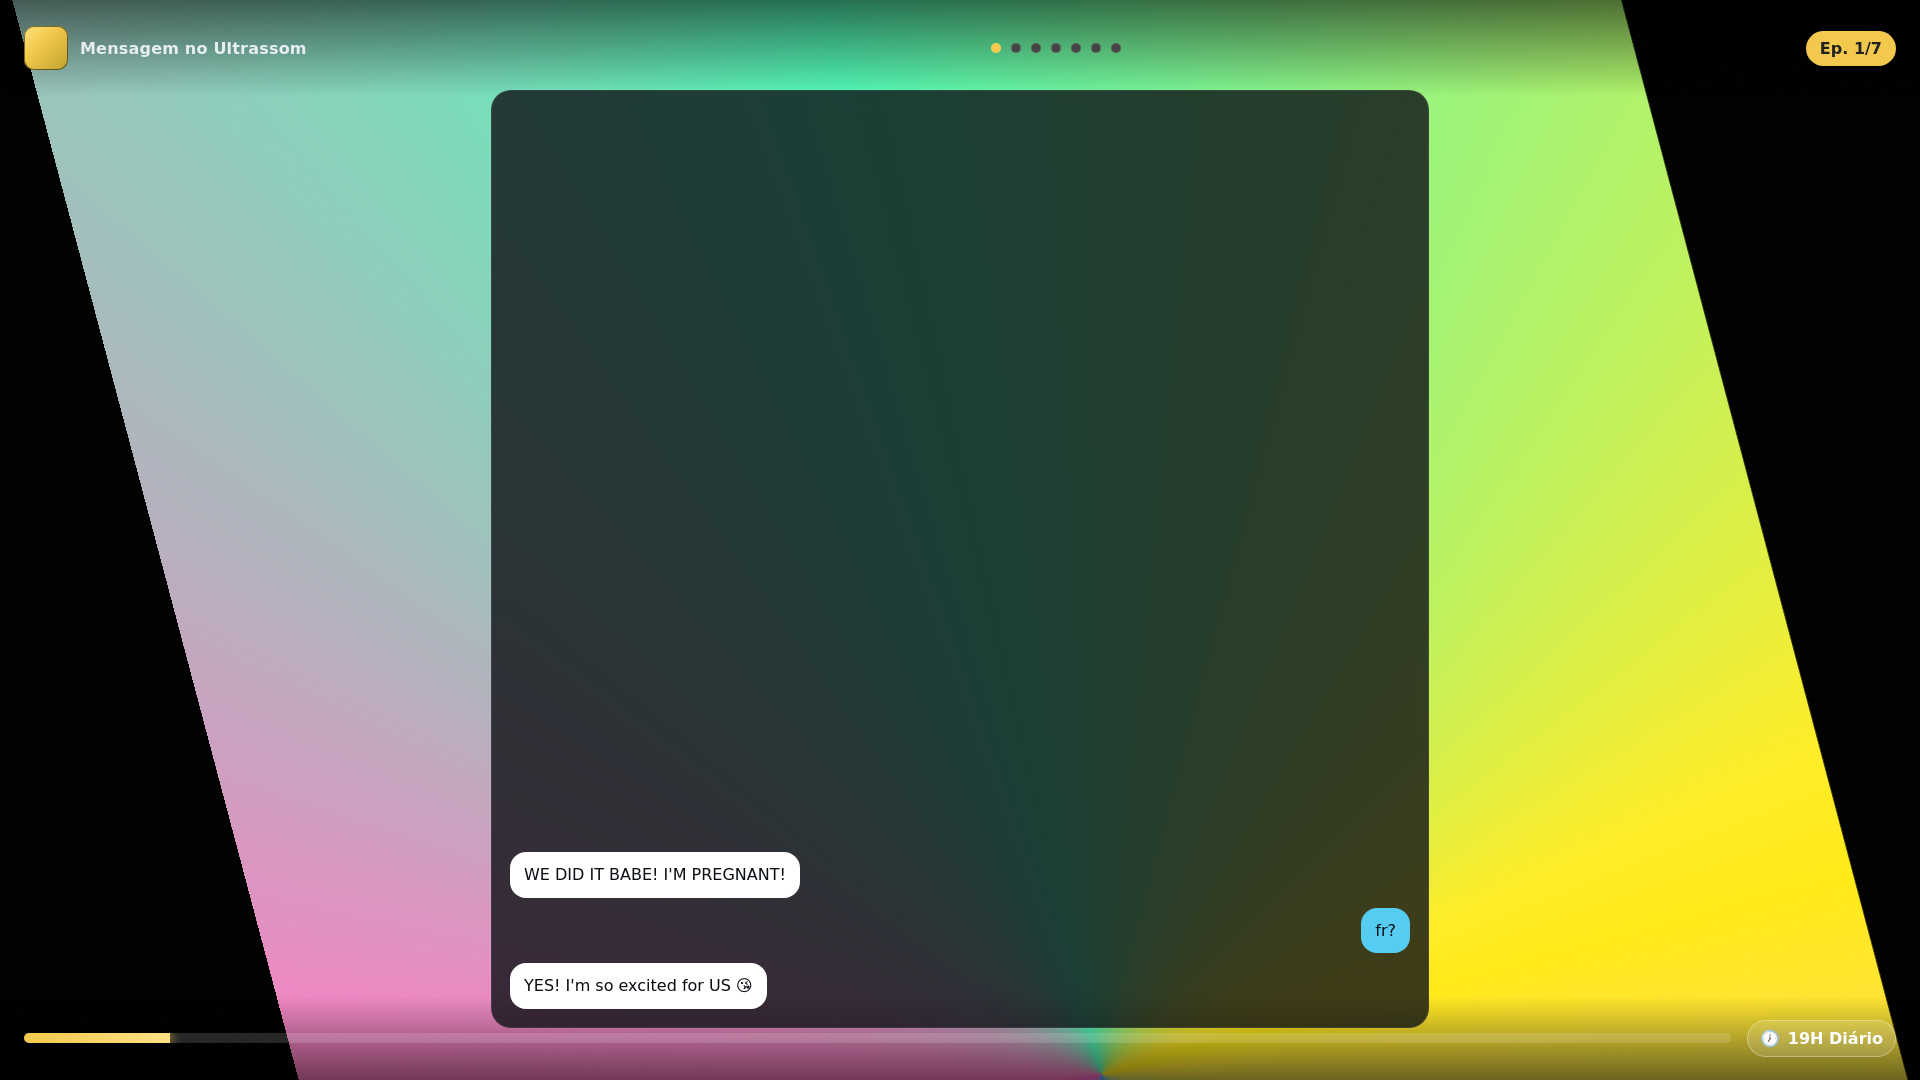 Mensagem no Ultrassom
Ep. 1/7
WE DID IT BABE! I'M PREGNANT!
fr?
YES! I'm so excited for US 😘
19H Diário